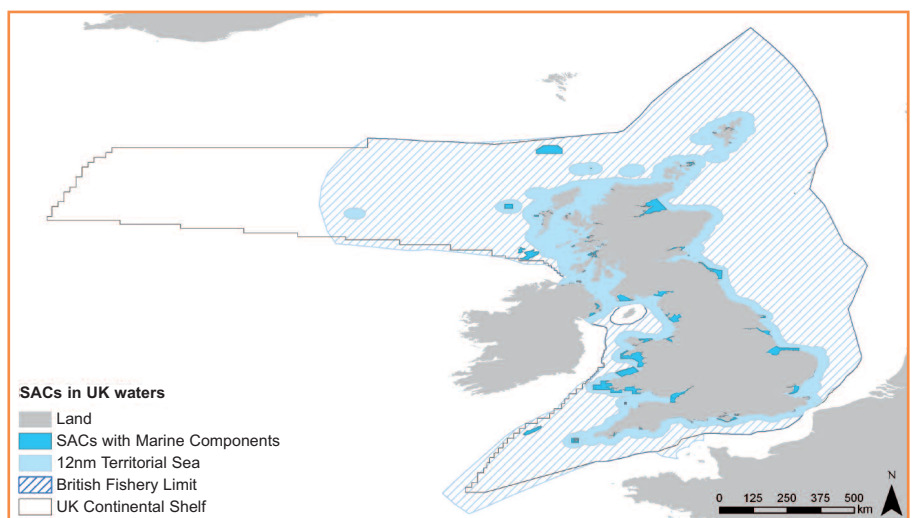 SACs in UK waters
Land
SACs with Marine Components
12nm Territorial Sea
British Fishery Limit
UK Continental Shelf
N
0 125 250 375 500
km